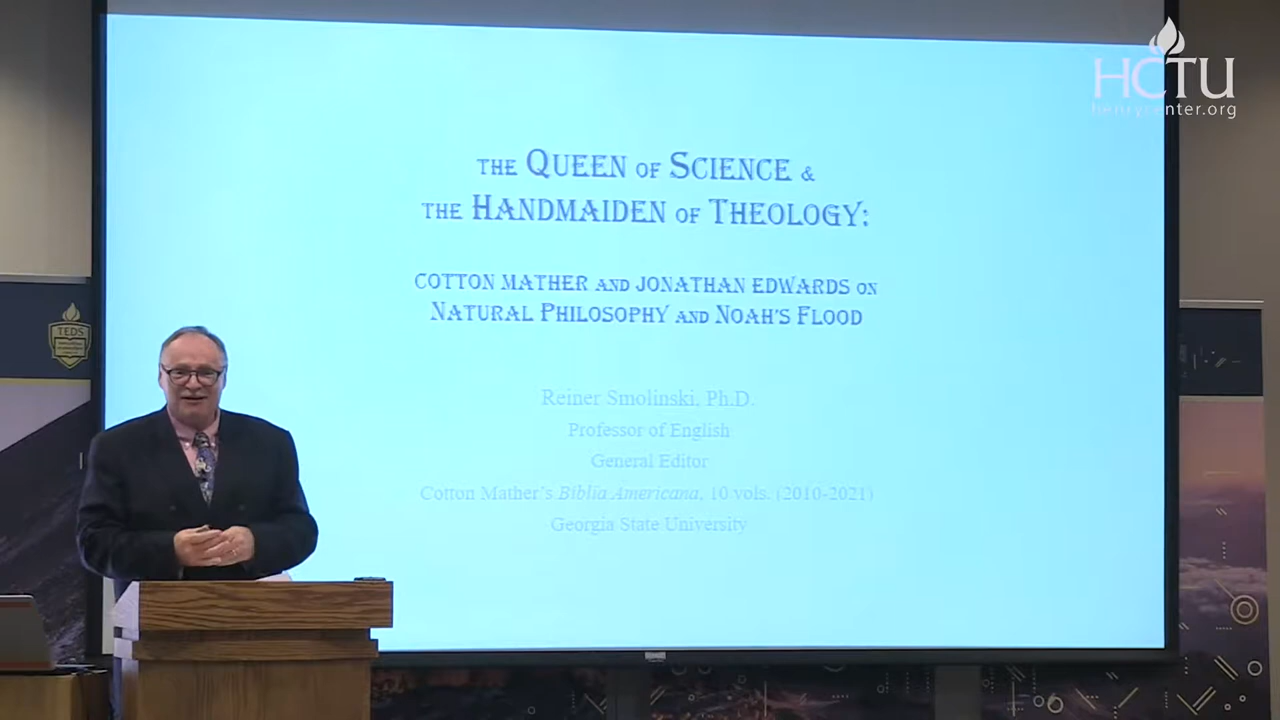 HCTU
henrycenter.org
THE QUEEN OF SCIENCE &
THE HANDMAIDEN OF THEOLOGY:
COTTON MATHER AND JONATHAN EDWARDS ON
NATURAL PHILOSOPHY AND NOAH'S FLOOD
Reiner Smolinski, Ph.D.
Professor of English
General Editor
Cotton Mather's Biblia Americana, 10 vols. (2010-2021)
Georgia State University
TEDS